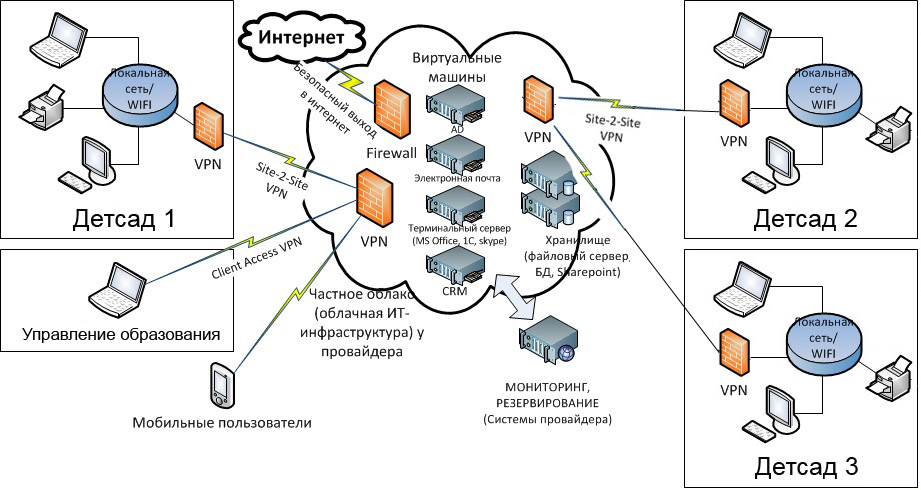 Интернет
Безопасный выход
в интернет
Виртуальные
машины
Firewall
AD
Электронная почта
Терминальный сервер
(MS Office, 1C, skype)
CRM
VPN
VPN
Хранилище
(файловый сервер,
БД, Sharepoint)
Частное облако
(облачная ИТ-
инфраструктура) у
провайдера
МОНИТОРИНГ,
РЕЗЕРВИРОВАНИЕ
(Системы провайдера)
Локальная
сеть/
WIFI
VPN
Детсад 1
Site-2-Site
VPN
Client Access VPN
Управление образования
Мобильные пользователи
Site-2-Site
VPN
Локальная
сеть/
WIFI
VPN
Детсад 2
Локальная
сеть/
WIFI
VPN
Детсад 3